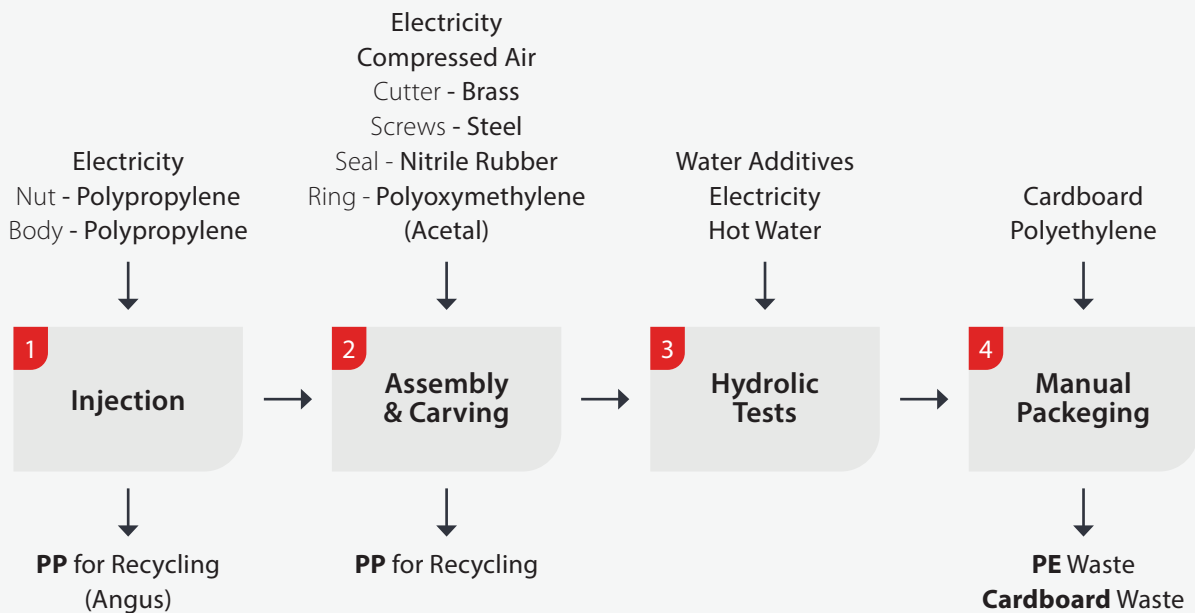 Electricity
Nut - Polypropylene
Body - Polypropylene
Electricity
Compressed Air
Cutter - Brass
Screws - Steel
Seal - Nitrile Rubber
Ring - Polyoxymethylene
(Acetal)
Water Additives
Electricity
Hot Water
Cardboard
Polyethylene
1
Injection
2
Assembly
& Carving
3
Hydrolic
Tests
4
Manual
Packeging
PP for Recycling
(Angus)
PP for Recycling
PE Waste
Cardboard Waste